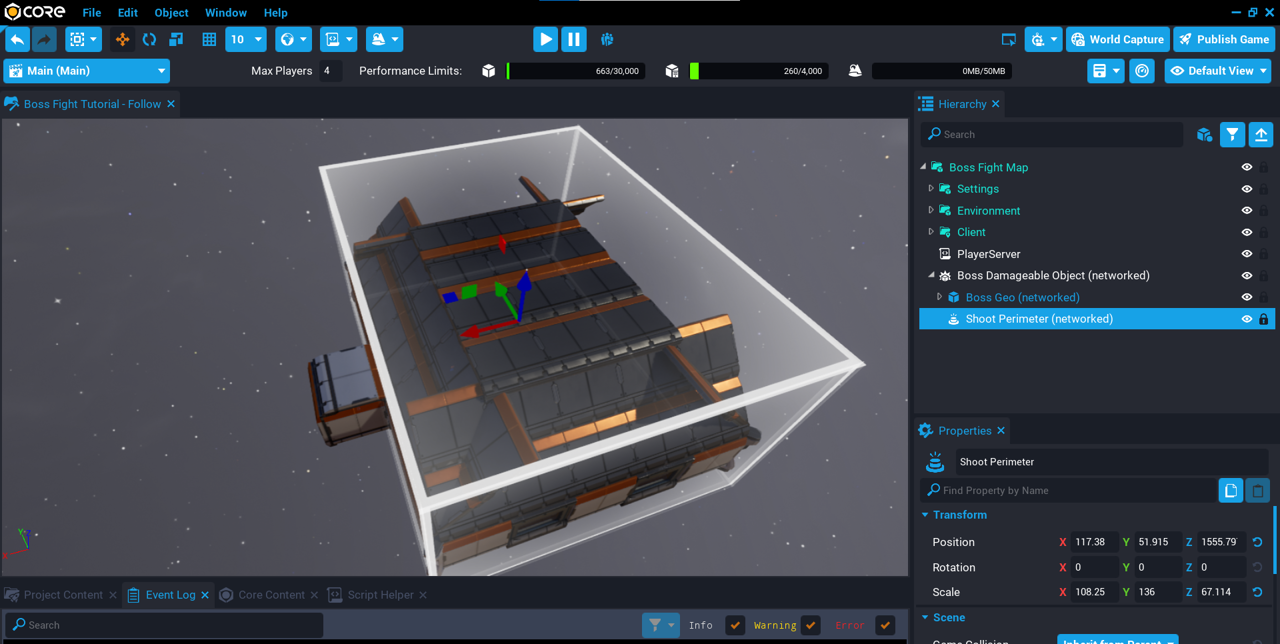 CORE File Edit Object Window Help
10 World Capture Publish Game
Main (Main) Max Players 4 Performance Limits: 663/30,000 260/4,000 0MB/50MB Default View
Boss Fight Tutorial - Follow
Hierarchy
Search
Boss Fight Map
Settings
Environment
Client
PlayerServer
Boss Damageable Object (networked)
Boss Geo (networked)
Shoot Perimeter (networked)
Properties
Shoot Perimeter
Find Property by Name
Transform
Position X 117.38 Y 51.915 Z 1555.79
Rotation X 0 Y 0 Z 0
Scale X 108.25 Y 136 Z 67.114
Scene
Game Collision Inherit from Parent
Project Content Event Log Core Content Script Helper
Search Info Warning Error